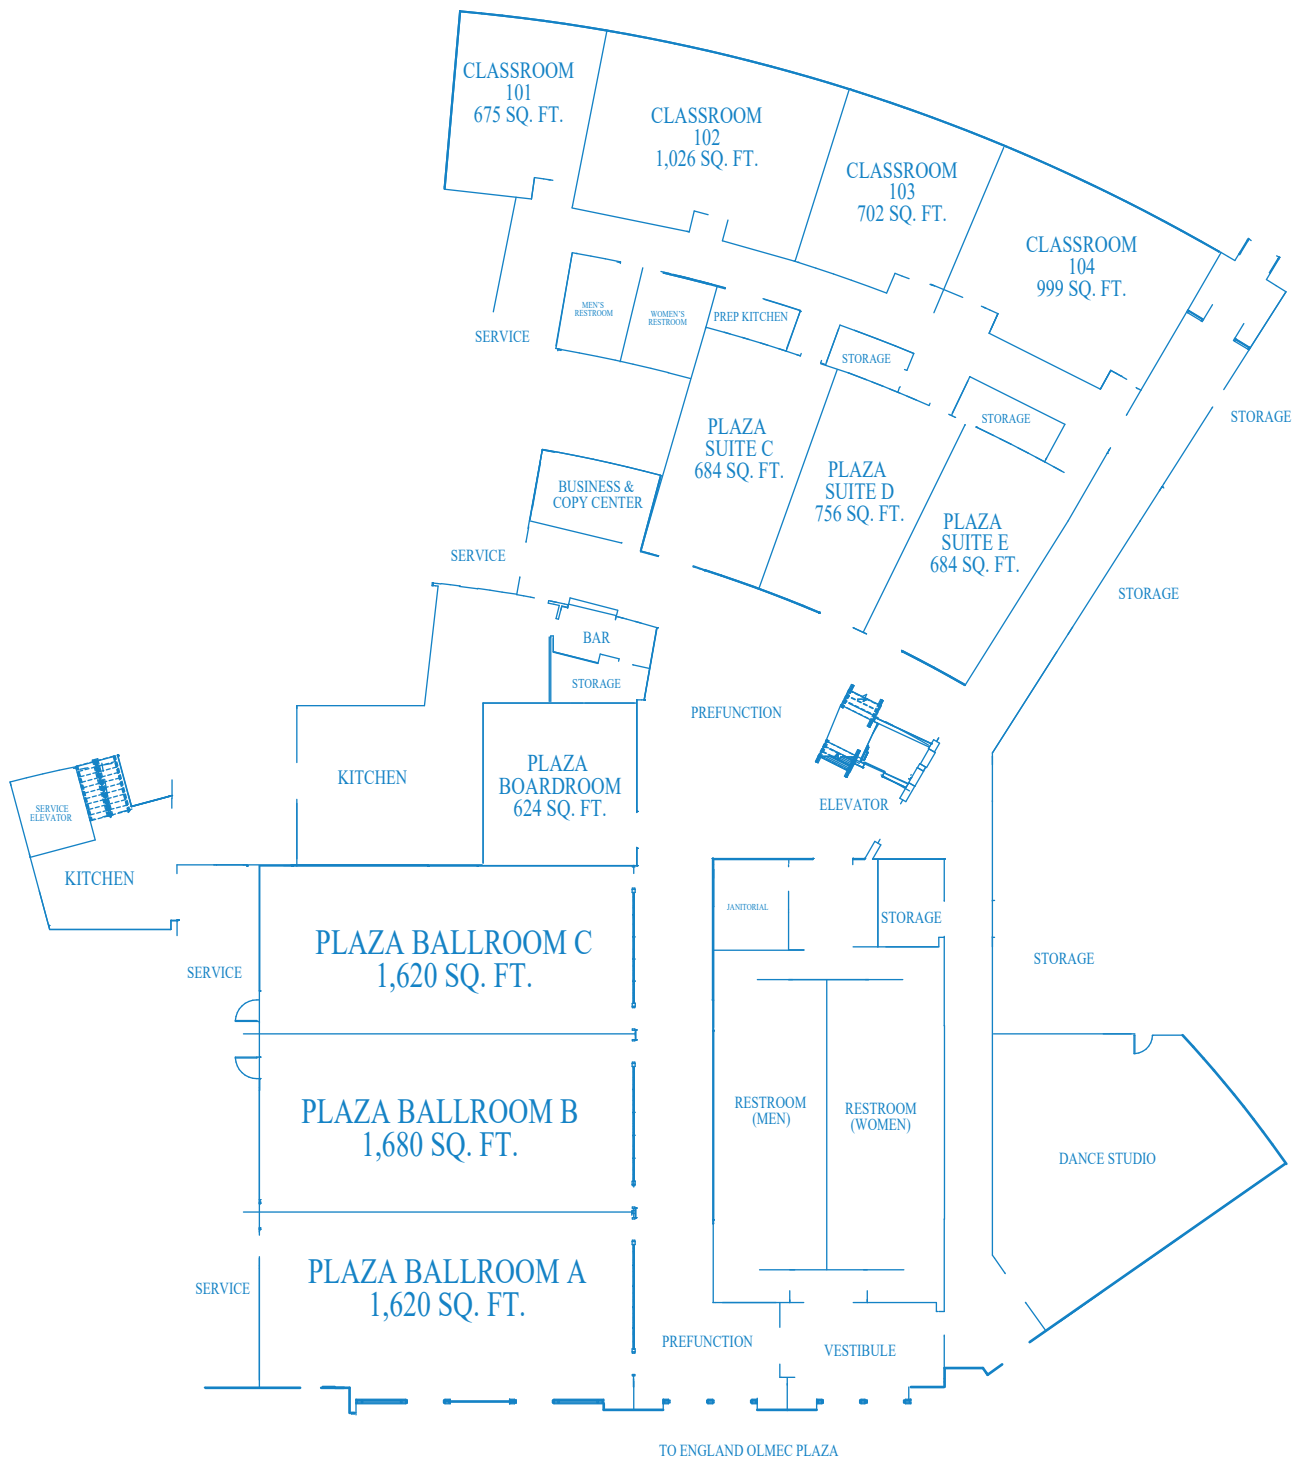 CLASSROOM
101
675 SQ. FT.
CLASSROOM
102
1,026 SQ. FT.
CLASSROOM
103
702 SQ. FT.
CLASSROOM
104
999 SQ. FT.
MEN'S
RESTROOM
WOMEN'S
RESTROOM
PREP KITCHEN
SERVICE
STORAGE
STORAGE
STORAGE
PLAZA
SUITE C
684 SQ. FT.
PLAZA
SUITE D
756 SQ. FT.
PLAZA
SUITE E
684 SQ. FT.
BUSINESS &
COPY CENTER
SERVICE
STORAGE
BAR
STORAGE
PREFUNCTION
PLAZA
BOARDROOM
624 SQ. FT.
KITCHEN
ELEVATOR
SERVICE
ELEVATOR
KITCHEN
JANITORIAL
STORAGE
PLAZA BALLROOM C
1,620 SQ. FT.
SERVICE
STORAGE
PLAZA BALLROOM B
1,680 SQ. FT.
RESTROOM
(MEN)
RESTROOM
(WOMEN)
DANCE STUDIO
PLAZA BALLROOM A
1,620 SQ. FT.
SERVICE
PREFUNCTION
VESTIBULE
TO ENGLAND OLMEC PLAZA